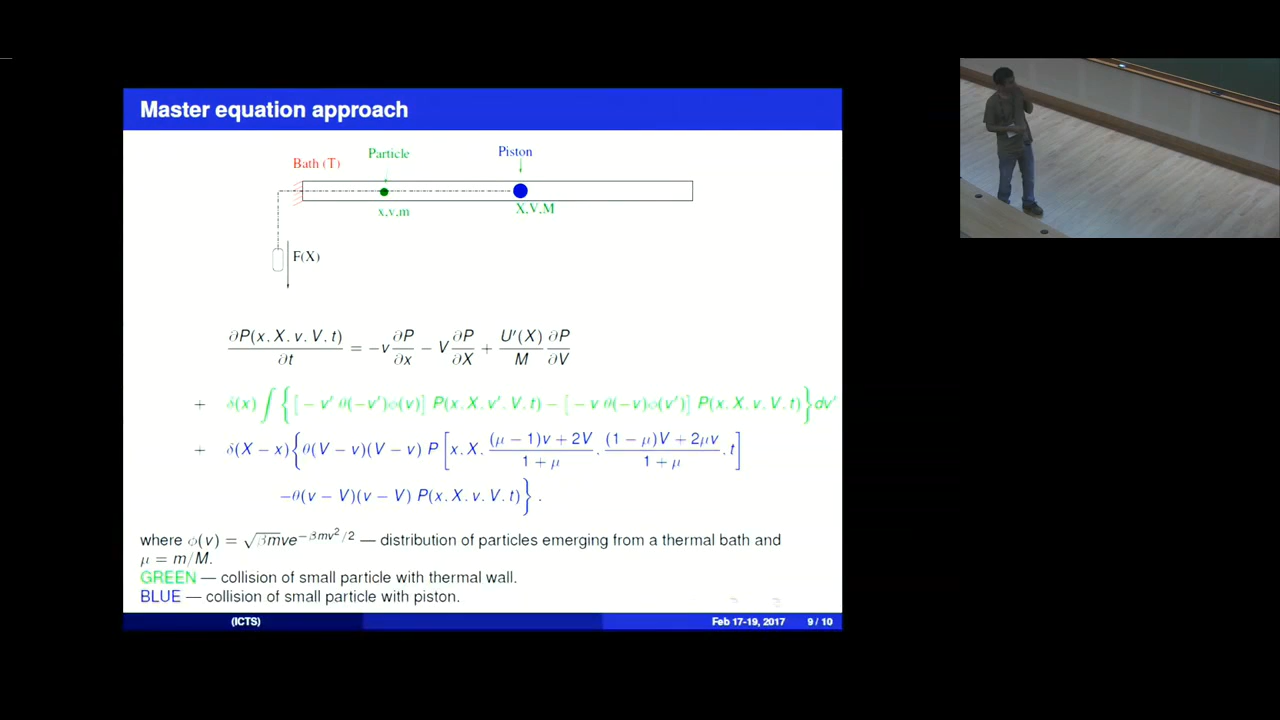 Master equation approach
Bath (T)
Particle
Piston
x,v,m
X,V,M
F(X)
∂P(x, X, v, V, t)/∂t = −v ∂P/∂x − V ∂P/∂X + U′(X)/M ∂P/∂V
+ δ(x) ∫ {[ − v′ θ(−v′)φ(v)] P(x, X, v′, V, t) − [ − v θ(−v)φ(v′)] P(x, X, v, V, t)} dv′
+ δ(X − x){θ(V − v)(V − v) P [x, X, (μ − 1)v + 2V / 1 + μ, (1 − μ)V + 2μv / 1 + μ, t]
−θ(v − V)(v − V) P(x, X, v, V, t)} .
where φ(v) = √βmve^−βmv²/2 — distribution of particles emerging from a thermal bath and
μ = m/M.
GREEN — collision of small particle with thermal wall.
BLUE — collision of small particle with piston.
(ICTS)
Feb 17-19, 2017
9 / 10